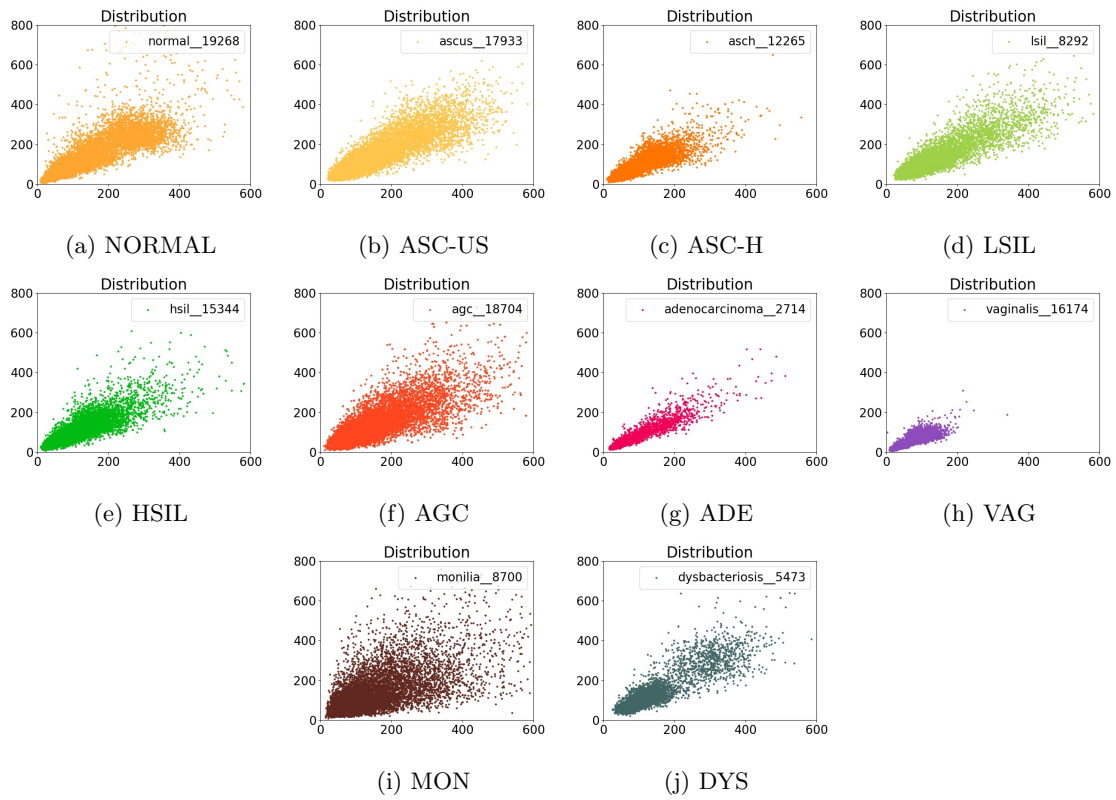 Distribution
800
600
400
200
0
0 200 400 600
normal__19268
(a) NORMAL
Distribution
800
600
400
200
0
0 200 400 600
ascus__17933
(b) ASC-US
Distribution
800
600
400
200
0
0 200 400 600
asch__12265
(c) ASC-H
Distribution
800
600
400
200
0
0 200 400 600
lsil__8292
(d) LSIL
Distribution
800
600
400
200
0
0 200 400 600
hsil__15344
(e) HSIL
Distribution
800
600
400
200
0
0 200 400 600
agc__18704
(f) AGC
Distribution
800
600
400
200
0
0 200 400 600
adenocarcinoma__2714
(g) ADE
Distribution
800
600
400
200
0
0 200 400 600
vaginalis__16174
(h) VAG
Distribution
800
600
400
200
0
0 200 400 600
monilia__8700
(i) MON
Distribution
800
600
400
200
0
0 200 400 600
dysbacteriosis__5473
(j) DYS